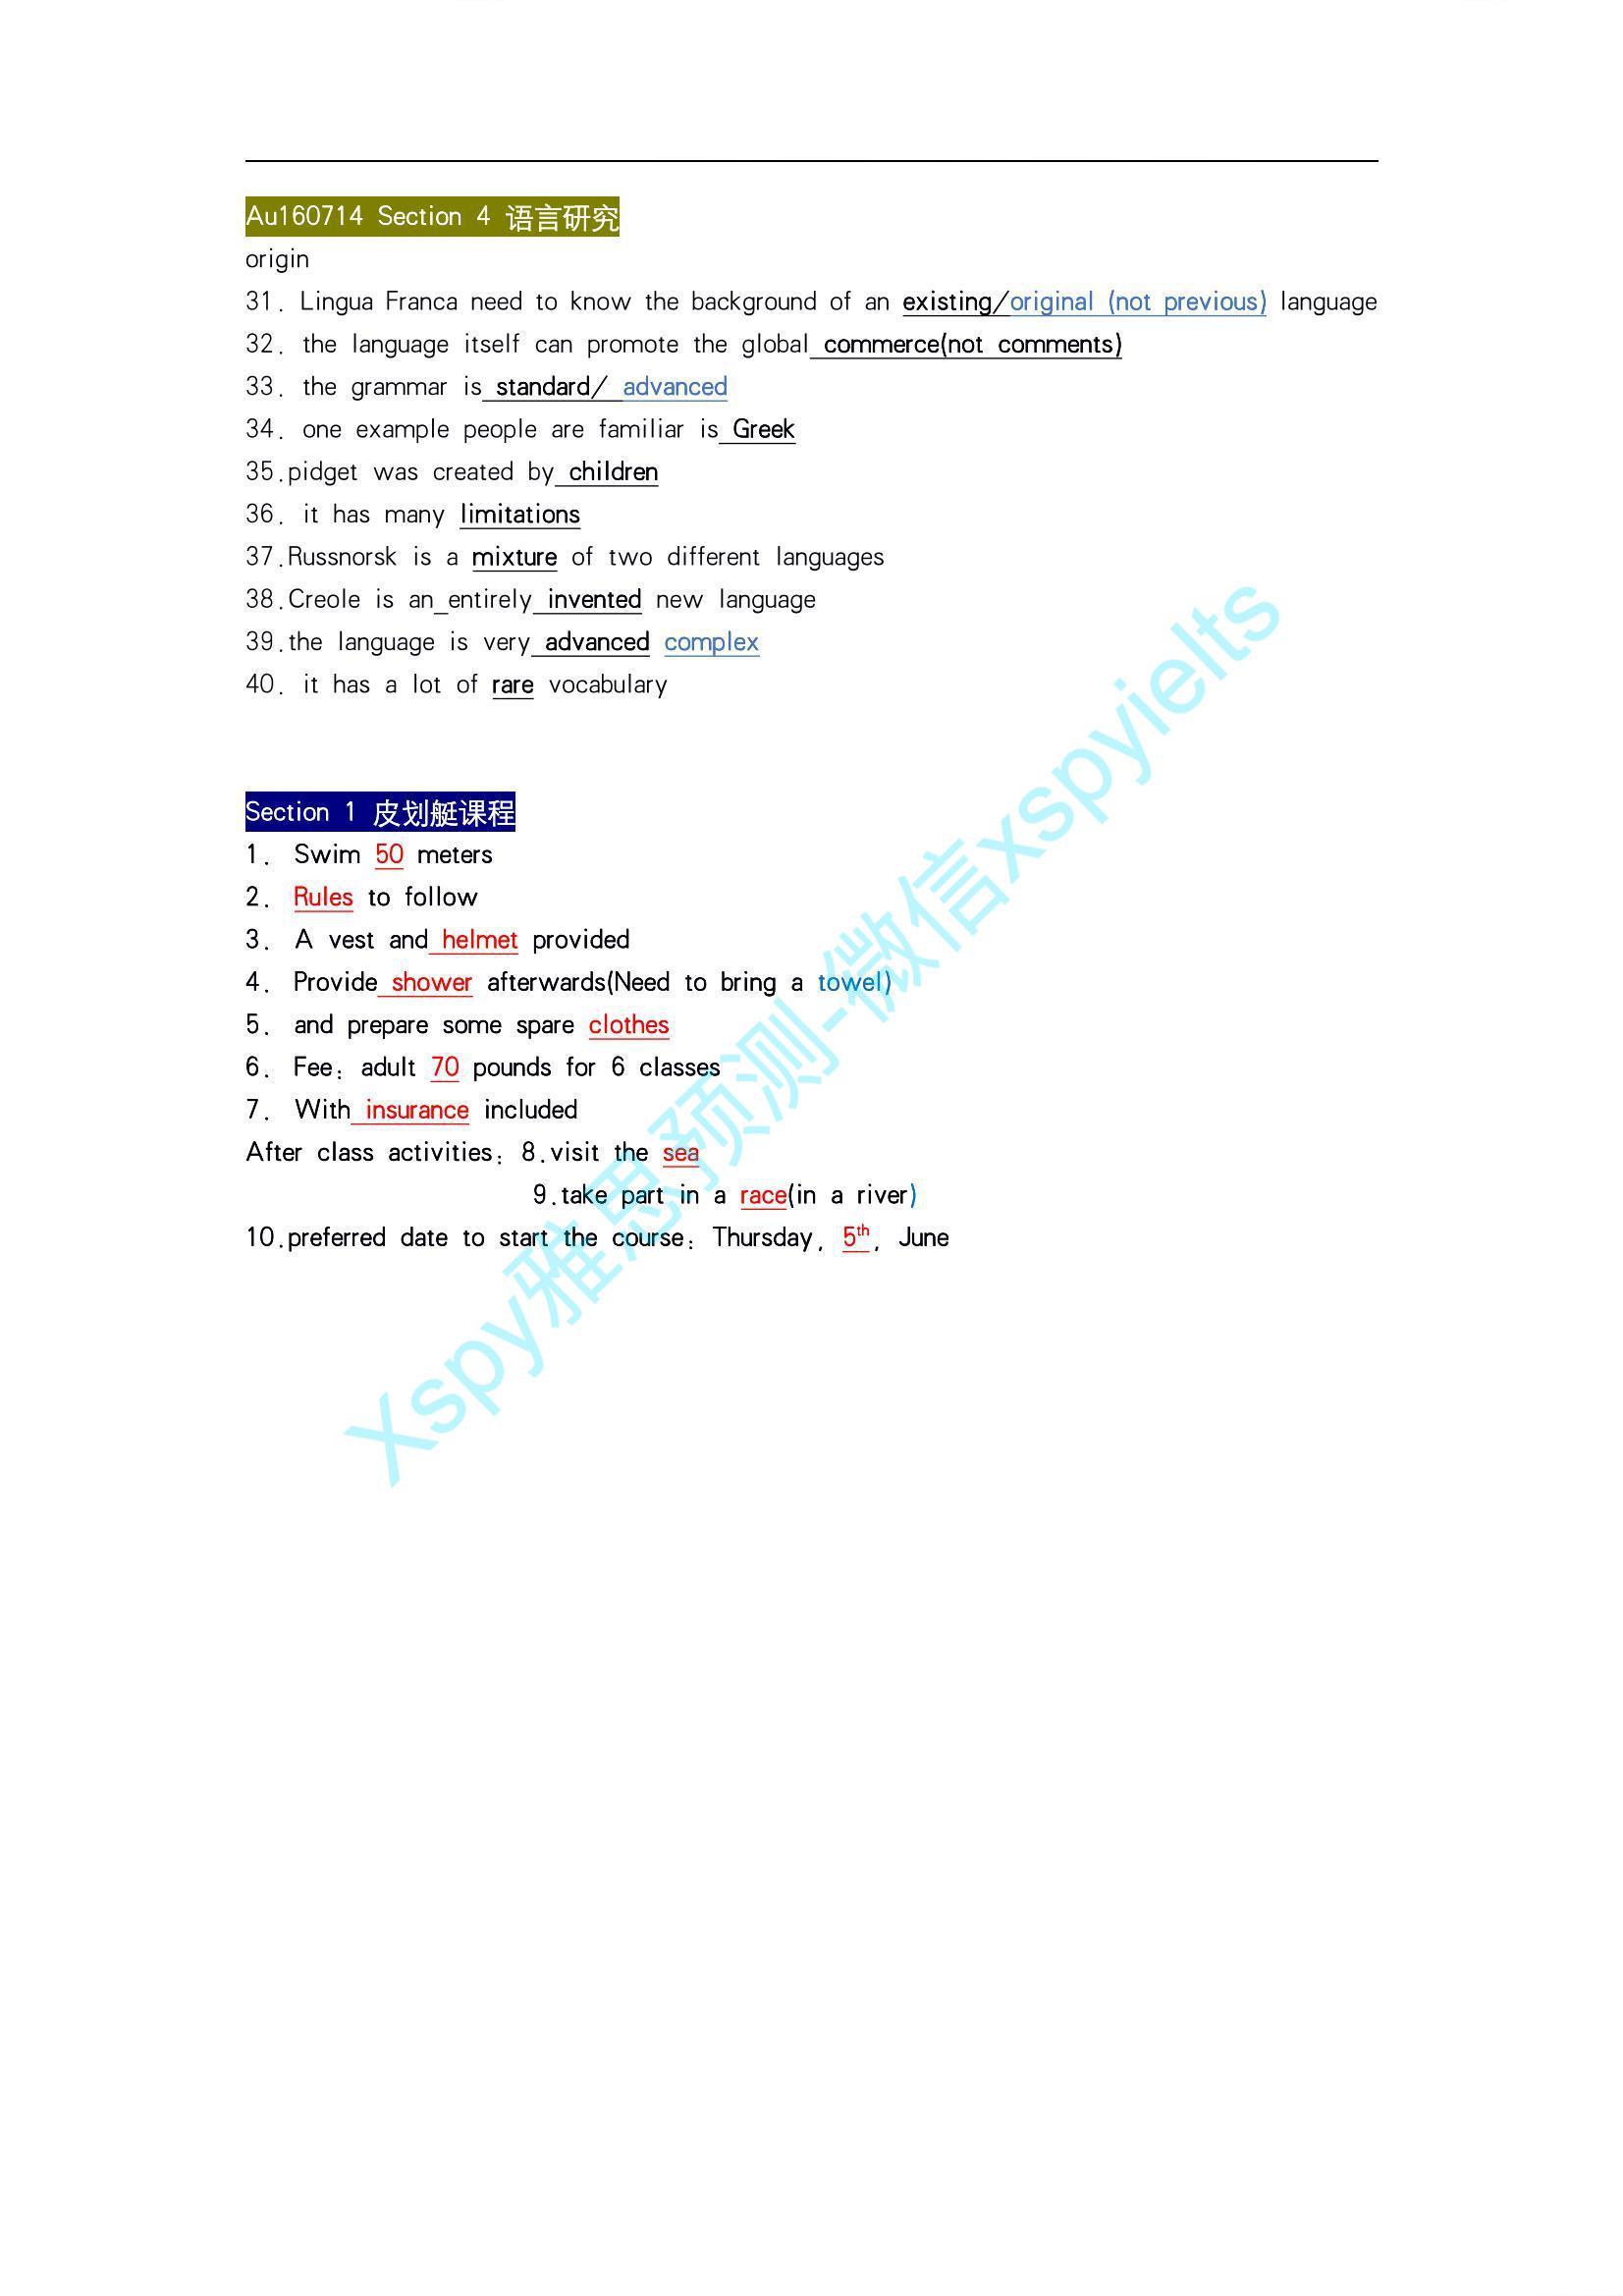 Au160714 Section 4 语言研究
origin
31. Lingua Franca need to know the background of an existing/original (not previous) language
32. the language itself can promote the global commerce(not comments)
33. the grammar is standard/ advanced
34. one example people are familiar is Greek
35.pidget was created by children
36. it has many limitations
37.Russnorsk is a mixture of two different languages
38.Creole is an_entirely invented new language
39.the language is very advanced complex
40. it has a lot of rare vocabulary
Section 1 皮划艇课程
1. Swim 50 meters
2. Rules to follow
3. A vest and helmet provided
4. Provide shower afterwards(Need to bring a towel)
5. and prepare some spare clothes
6. Fee: adult 70 pounds for 6 classes
7. With insurance included
After class activities: 8.visit the sea
9.take part in a race(in a river)
10.preferred date to start the course: Thursday, 5th, June
Xspy雅思预测-微信xspyielts